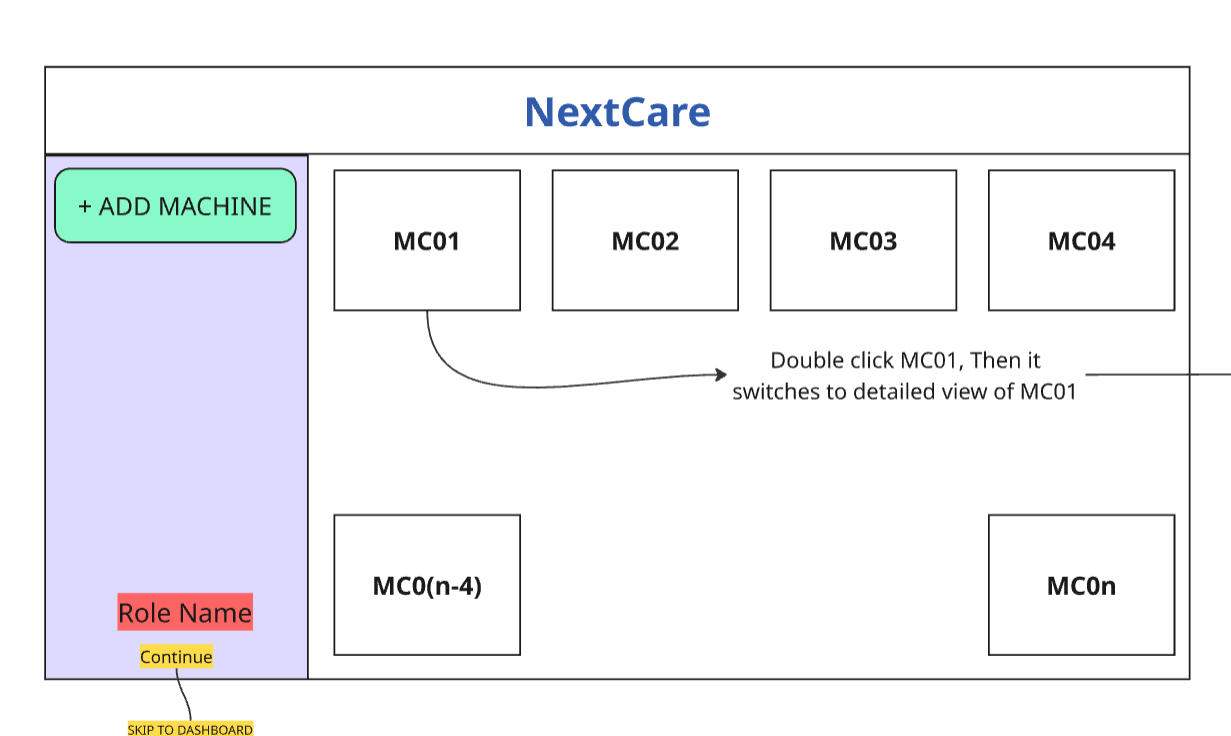 NextCare
+ ADD MACHINE
MC01
MC02
MC03
MC04
Double click MC01, Then it
switches to detailed view of MC01
MC0(n-4)
MC0n
Role Name
Continue
SKIP TO DASHBOARD